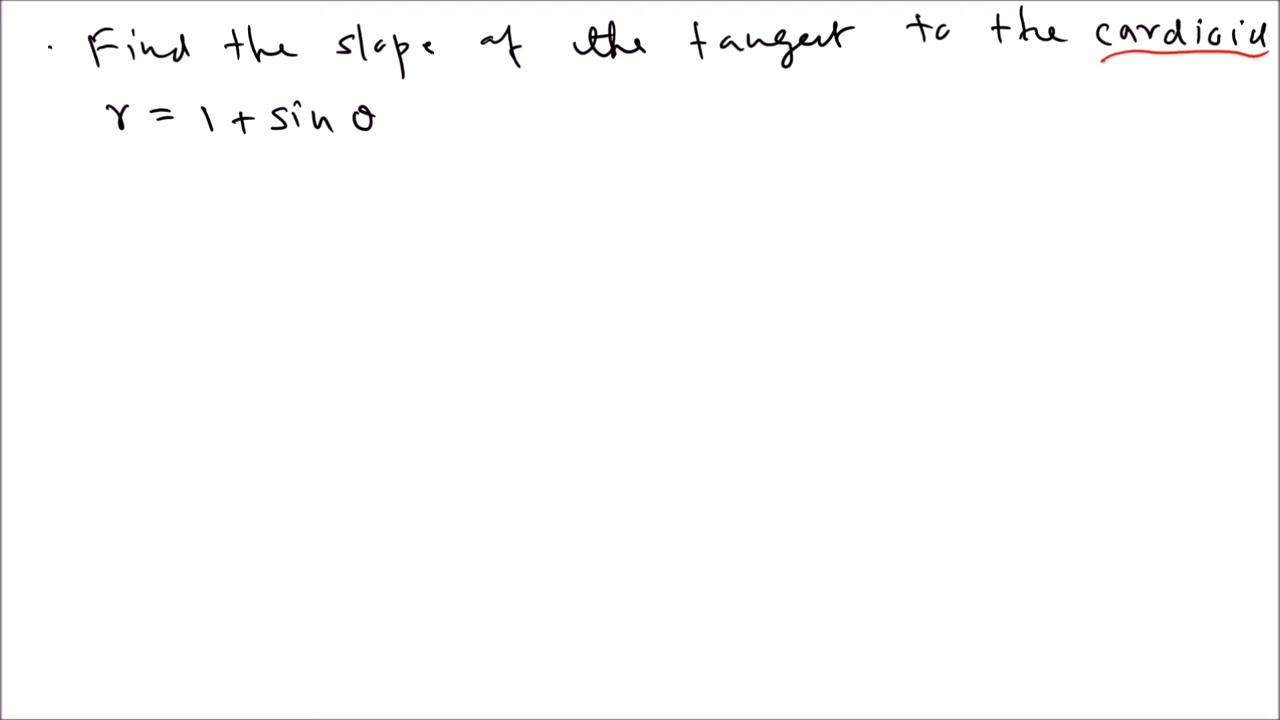 . Find the slope of the tangent to the cardioid
r = 1 + sin θ